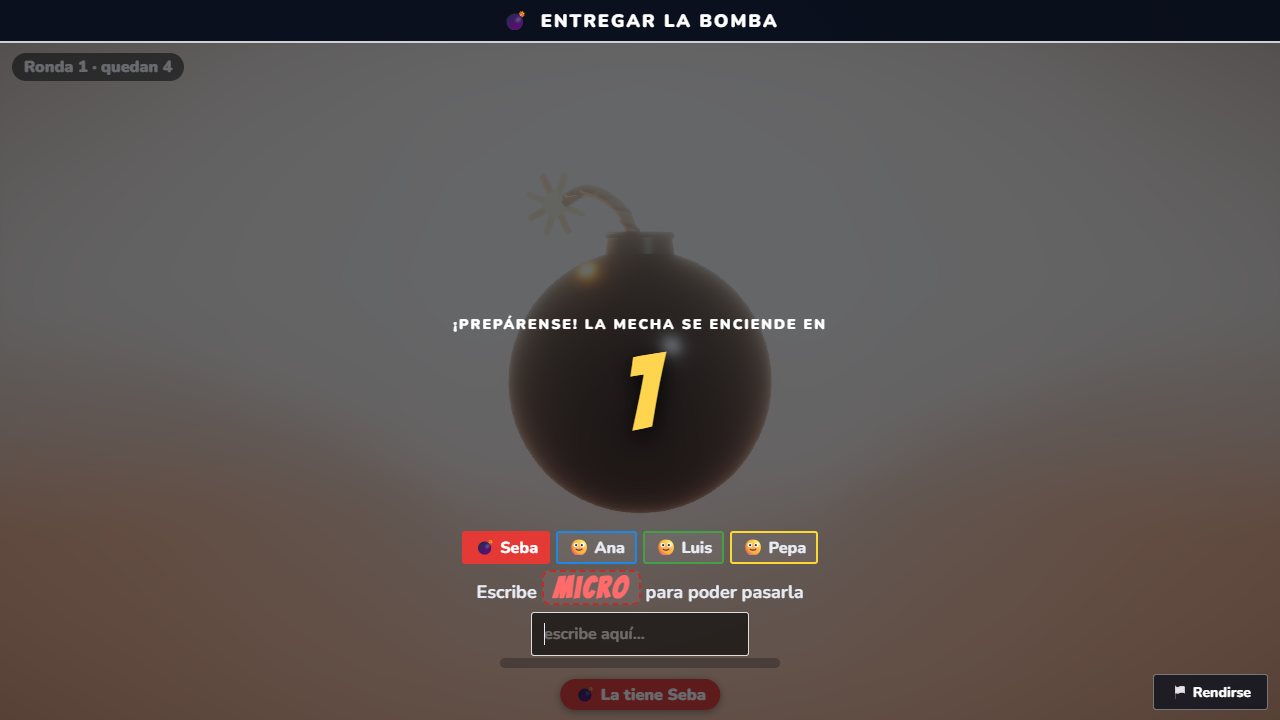 ENTREGAR LA BOMBA
Ronda 1 · quedan 4
¡PREPÁRENSE! LA MECHA SE ENCIENDE EN
1
Seba Ana Luis Pepa
Escribe MICRO para poder pasarla
escribe aquí...
La tiene Seba
Rendirse